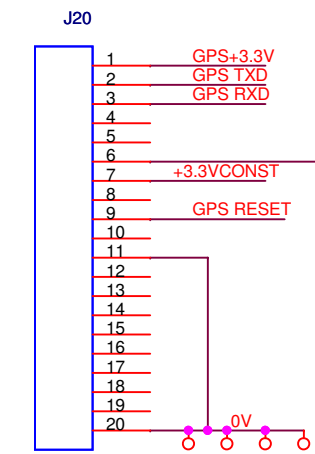 J20
1 GPS+3.3V
2 GPS TXD
3 GPS RXD
4
5
6
7 +3.3VCONST
8
9 GPS RESET
10
11
12
13
14
15
16
17
18
19
20 0V